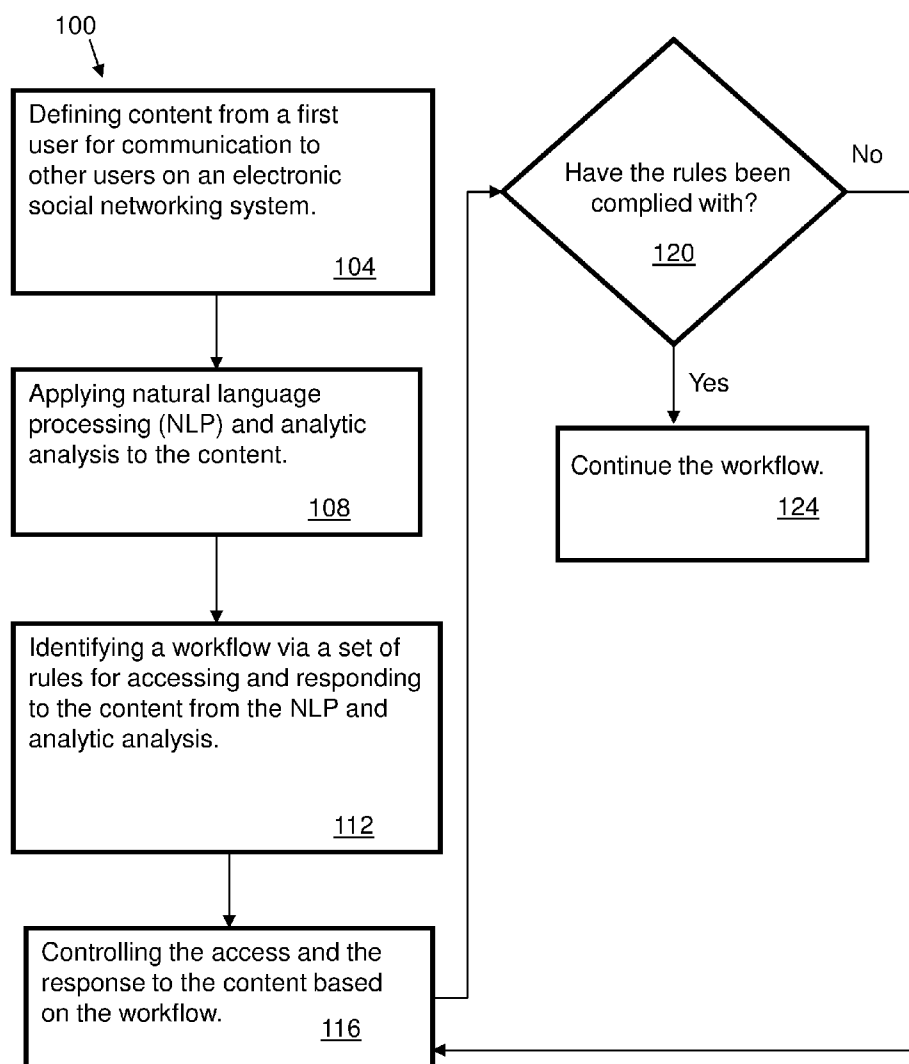 100
Defining content from a first
user for communication to
other users on an electronic
social networking system.
104
Applying natural language
processing (NLP) and analytic
analysis to the content.
108
Identifying a workflow via a set of
rules for accessing and responding
to the content from the NLP and
analytic analysis.
112
Controlling the access and the
response to the content based
on the workflow.
116
Have the rules been
complied with?
120
No
Yes
Continue the workflow.
124